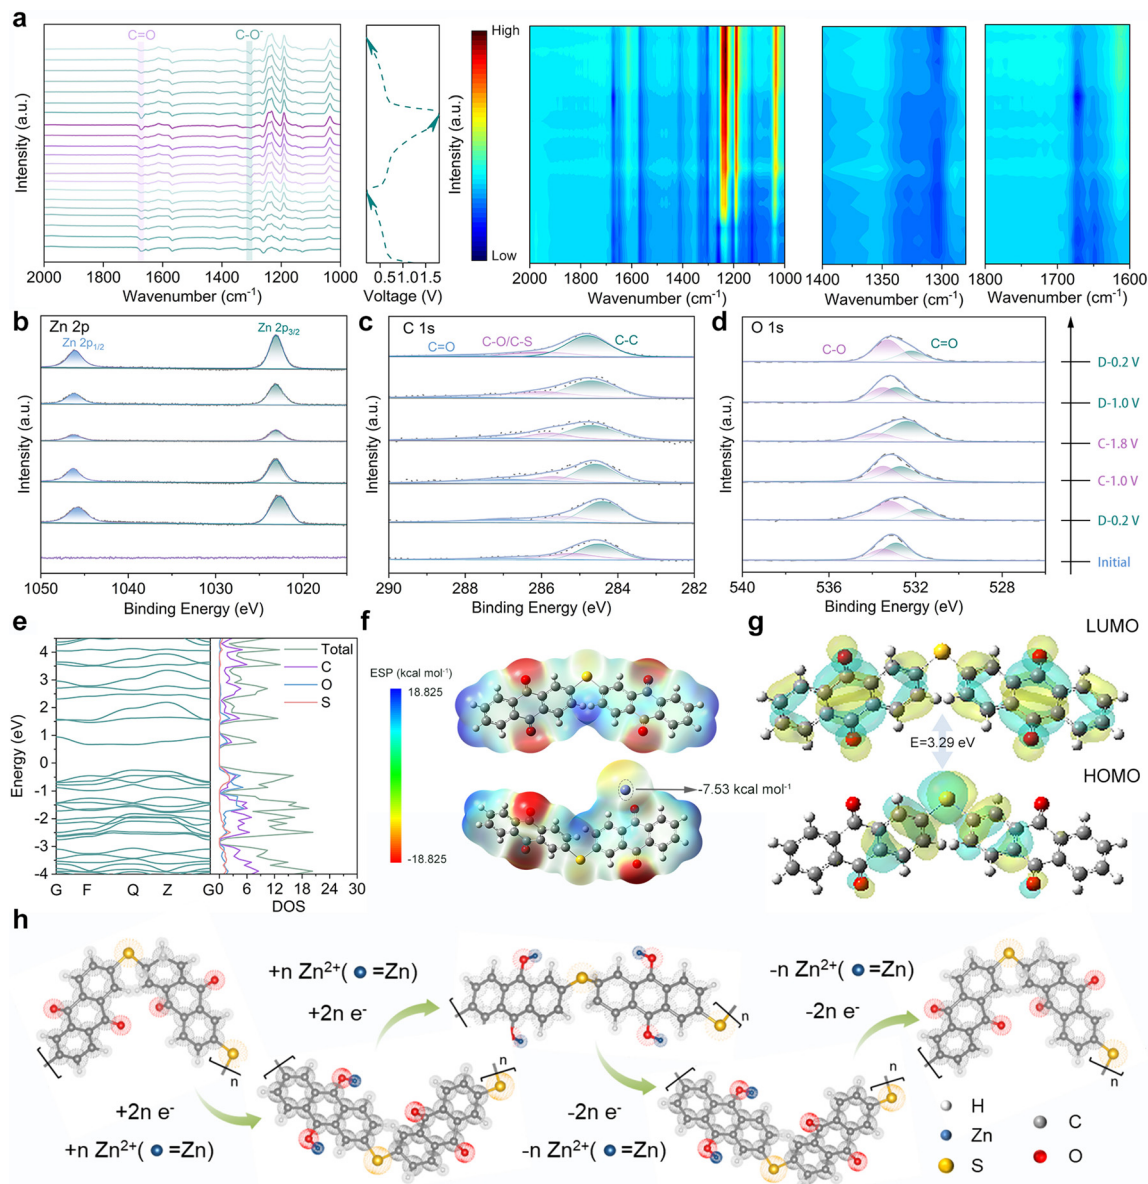 a
C=O
C-O⁻
Intensity (a.u.)
2000 1800 1600 1400 1200 1000
Wavenumber (cm⁻¹)
0.5 1.0 1.5
Voltage (V)
High
Intensity (a.u.)
Low
2000 1800 1600 1400 1200 1000
Wavenumber (cm⁻¹)
1400 1350 1300
Wavenumber (cm⁻¹)
1800 1700 1600
Wavenumber (cm⁻¹)
b
Zn 2p
Zn 2p1/2
Zn 2p3/2
Intensity (a.u.)
1050 1040 1030 1020
Binding Energy (eV)
c
C 1s
C=O
C-O/C-S
C-C
Intensity (a.u.)
290 288 286 284 282
Binding Energy (eV)
d
O 1s
C-O
C=O
Intensity (a.u.)
540 536 532 528
Binding Energy (eV)
D-0.2 V
D-1.0 V
C-1.8 V
C-1.0 V
D-0.2 V
Initial
e
Energy (eV)
4
3
2
1
0
-1
-2
-3
-4
G F Q Z G
Total
C
O
S
0 6 12 18 24 30
DOS
f
ESP (kcal mol⁻¹)
18.825
-18.825
-7.53 kcal mol⁻¹
g
LUMO
E=3.29 eV
HOMO
h
n
+2n e⁻
+n Zn²⁺( =Zn)
n
+n Zn²⁺( =Zn)
+2n e⁻
n
-2n e⁻
-n Zn²⁺( =Zn)
n
-n Zn²⁺( =Zn)
-2n e⁻
n
H
Zn
S
C
O